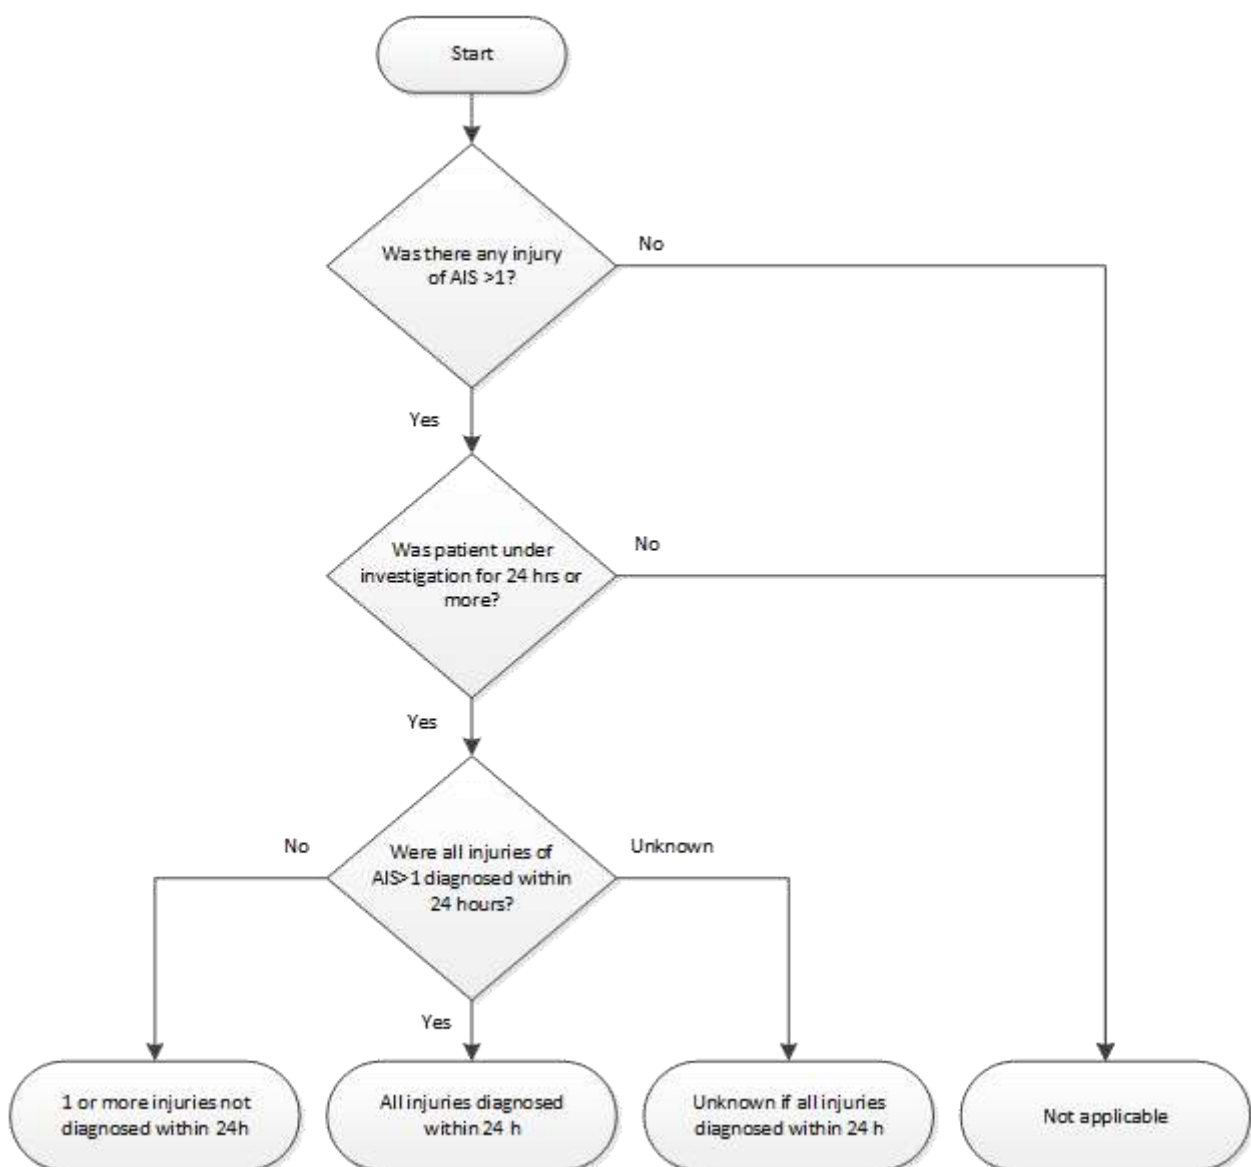 Start
Was there any injury
of AIS >1?
No
Yes
Was patient under
investigation for 24 hrs or
more?
No
Yes
Were all injuries of
AIS>1 diagnosed within
24 hours?
No
Unknown
Yes
1 or more injuries not
diagnosed within 24h
All injuries diagnosed
within 24 h
Unknown if all injuries
diagnosed within 24 h
Not applicable